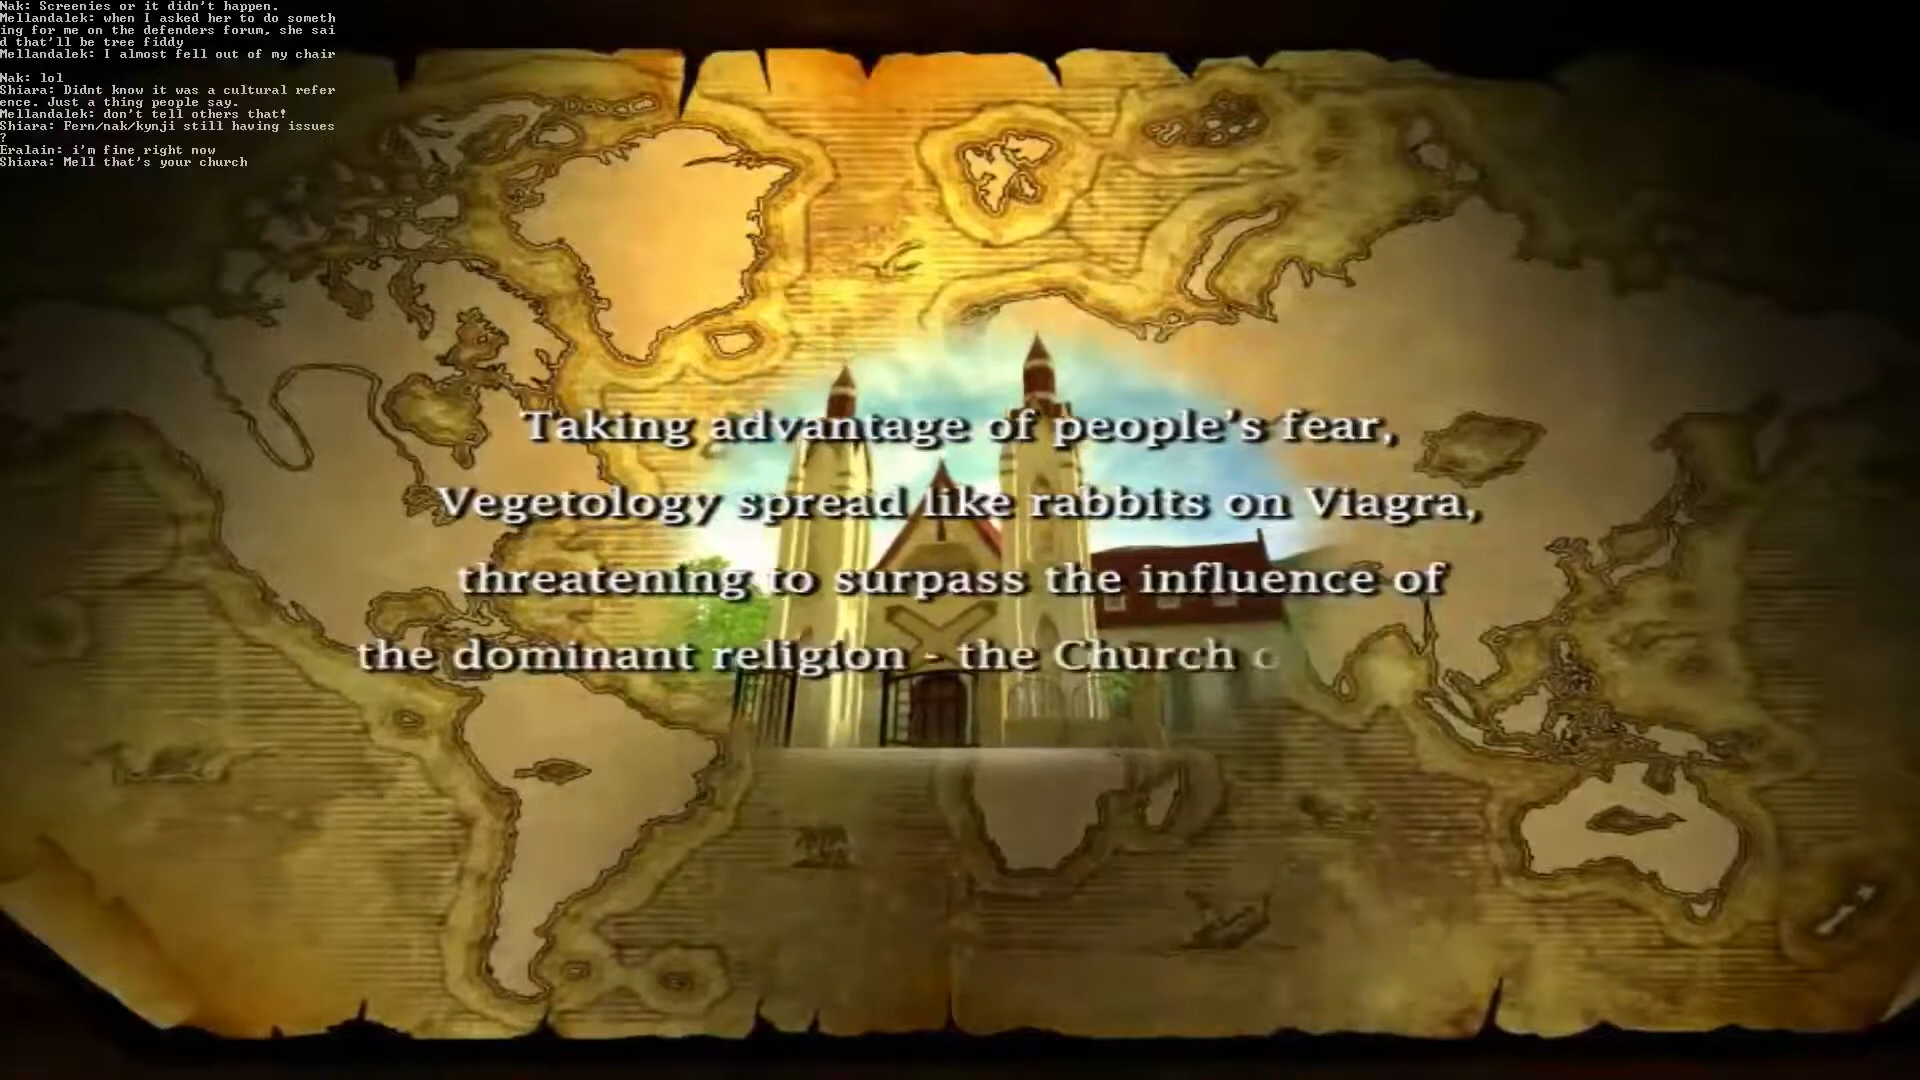 Nak: Screenies or it didn't happen.
Mellandalek: when I asked her to do someth
ing for me on the defenders forum, she sai
d that'll be tree fiddy
Mellandalek: I almost fell out of my chair
Nak: lol
Shiara: Didnt know it was a cultural refer
ence. Just a thing people say.
Mellandalek: don't tell others that!
Shiara: Fern/nak/kynji still having issues
?
Eralain: i'm fine right now
Shiara: Mell that's your church
Taking advantage of people's fear,
Vegetology spread like rabbits on Viagra,
threatening to surpass the influence of
the dominant religion - the Church o